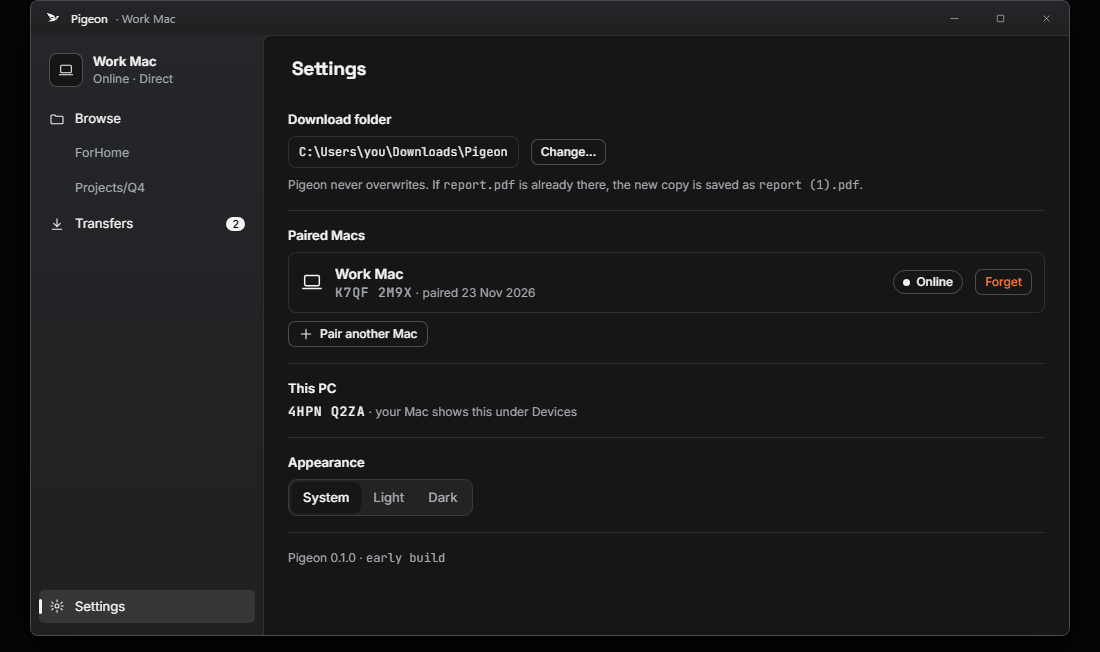 Pigeon · Work Mac
Work Mac
Online · Direct
Browse
ForHome
Projects/Q4
Transfers 2
Settings
Settings
Download folder
C:\Users\you\Downloads\Pigeon Change...
Pigeon never overwrites. If report.pdf is already there, the new copy is saved as report (1).pdf.
Paired Macs
Work Mac
K7QF 2M9X · paired 23 Nov 2026
Online Forget
Pair another Mac
This PC
4HPN Q2ZA · your Mac shows this under Devices
Appearance
System Light Dark
Pigeon 0.1.0 · early build